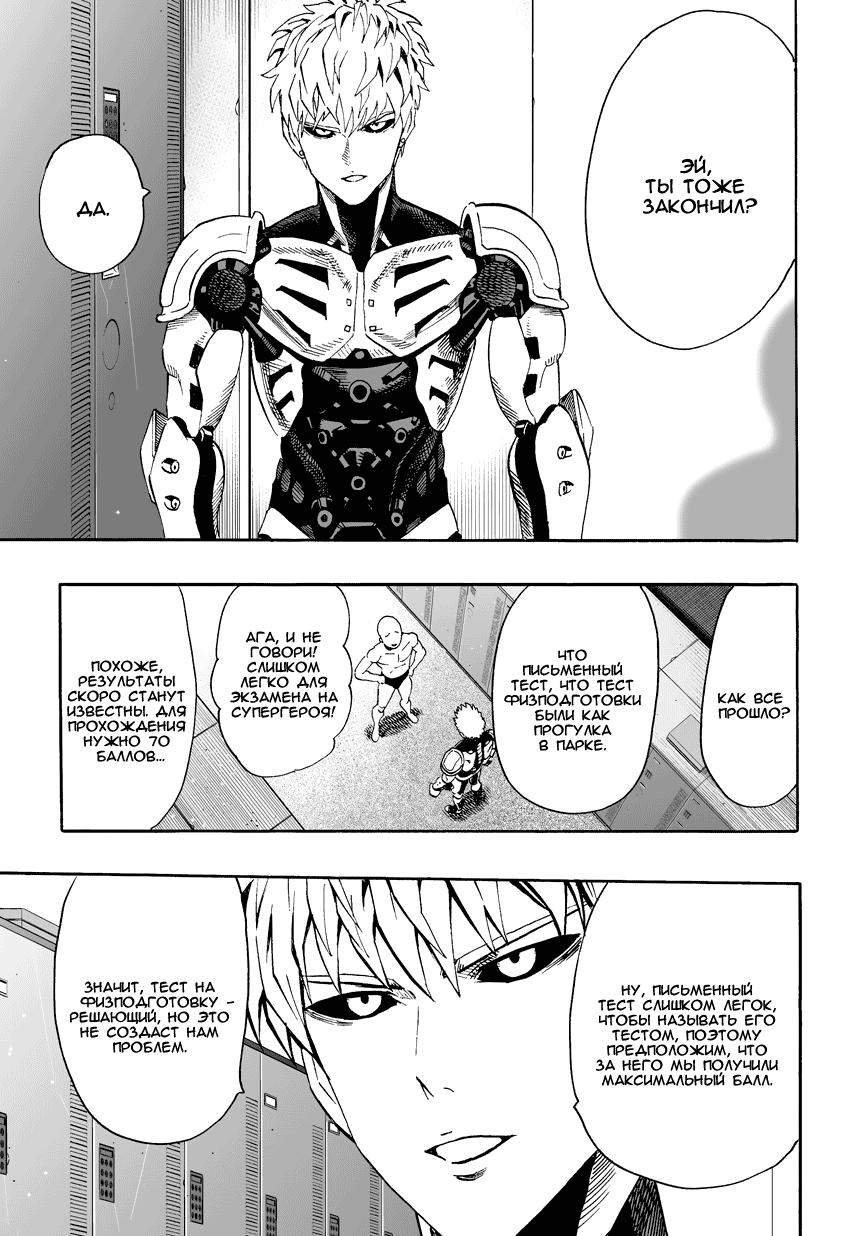 ЭЙ,
ТЫ ТОЖЕ
ЗАКОНЧИЛ?
ДА.
КАК ВСЕ
ПРОШЛО?
ЧТО
ПИСЬМЕННЫЙ
ТЕСТ, ЧТО ТЕСТ
ФИЗПОДГОТОВКИ
БЫЛИ КАК
ПРОГУЛКА
В ПАРКЕ.
АГА, И НЕ
ГОВОРИ!
СЛИШКОМ
ЛЕГКО ДЛЯ
ЭКЗАМЕНА НА
СУПЕРГЕРОЯ!
ПОХОЖЕ,
РЕЗУЛЬТАТЫ
СКОРО СТАНУТ
ИЗВЕСТНЫ. ДЛЯ
ПРОХОЖДЕНИЯ
НУЖНО 70
БАЛЛОВ...
НУ, ПИСЬМЕННЫЙ
ТЕСТ СЛИШКОМ ЛЕГОК,
ЧТОБЫ НАЗЫВАТЬ ЕГО
ТЕСТОМ, ПОЭТОМУ
ПРЕДПОЛОЖИМ, ЧТО
ЗА НЕГО МЫ ПОЛУЧИЛИ
МАКСИМАЛЬНЫЙ БАЛЛ.
ЗНАЧИТ, ТЕСТ НА
ФИЗПОДГОТОВКУ -
РЕШАЮЩИЙ, НО ЭТО
НЕ СОЗДАСТ НАМ
ПРОБЛЕМ.